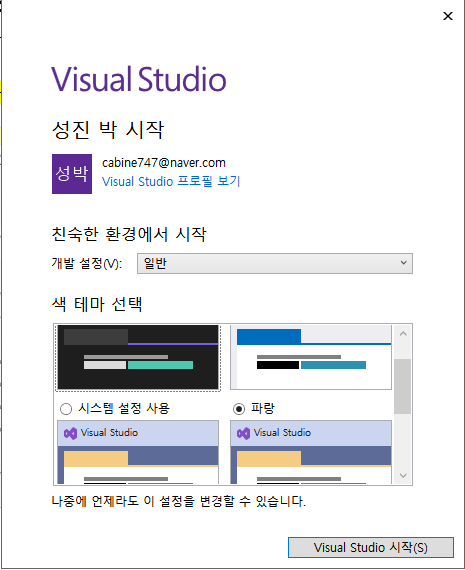 Visual Studio
성진 박 시작
성박
cabine747@naver.com
Visual Studio 프로필 보기
친숙한 환경에서 시작
개발 설정(V):
일반
색 테마 선택
시스템 설정 사용
파랑
Visual Studio
Visual Studio
나중에 언제라도 이 설정을 변경할 수 있습니다.
Visual Studio 시작(S)